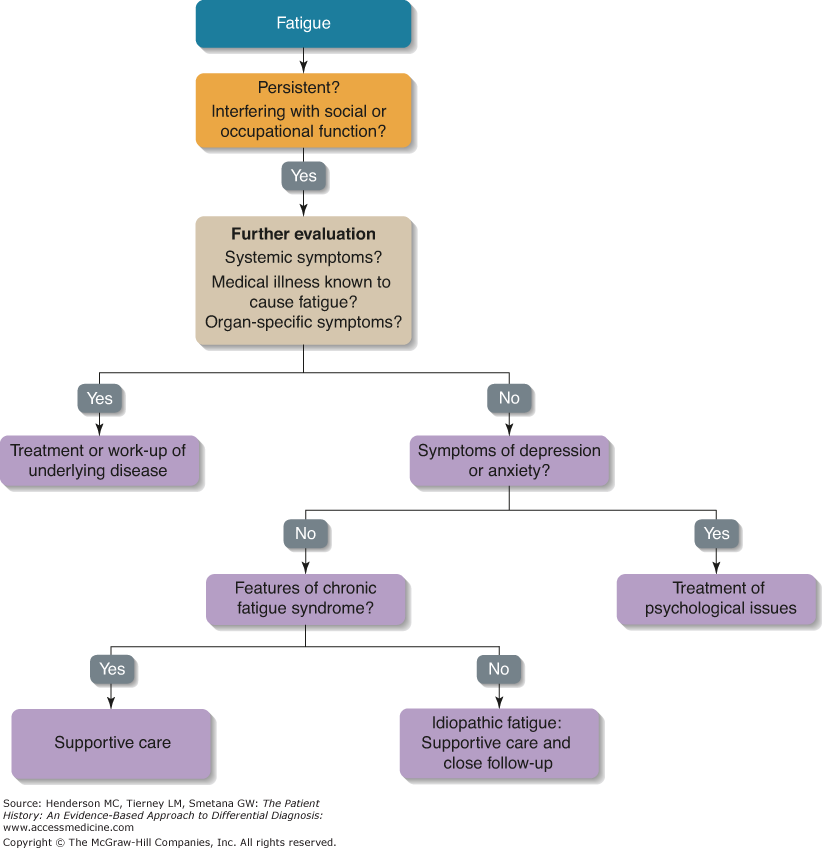 Fatigue
Persistent?
Interfering with social or
occupational function?
Yes
Further evaluation
Systemic symptoms?
Medical illness known to
cause fatigue?
Organ-specific symptoms?
Yes
No
Treatment or work-up of
underlying disease
Symptoms of depression
or anxiety?
No
Yes
Features of chronic
fatigue syndrome?
Treatment of
psychological issues
Yes
No
Supportive care
Idiopathic fatigue:
Supportive care and
close follow-up
Source: Henderson MC, Tierney LM, Smetana GW: The Patient
History: An Evidence-Based Approach to Differential Diagnosis:
www.accessmedicine.com
Copyright © The McGraw-Hill Companies, Inc. All rights reserved.